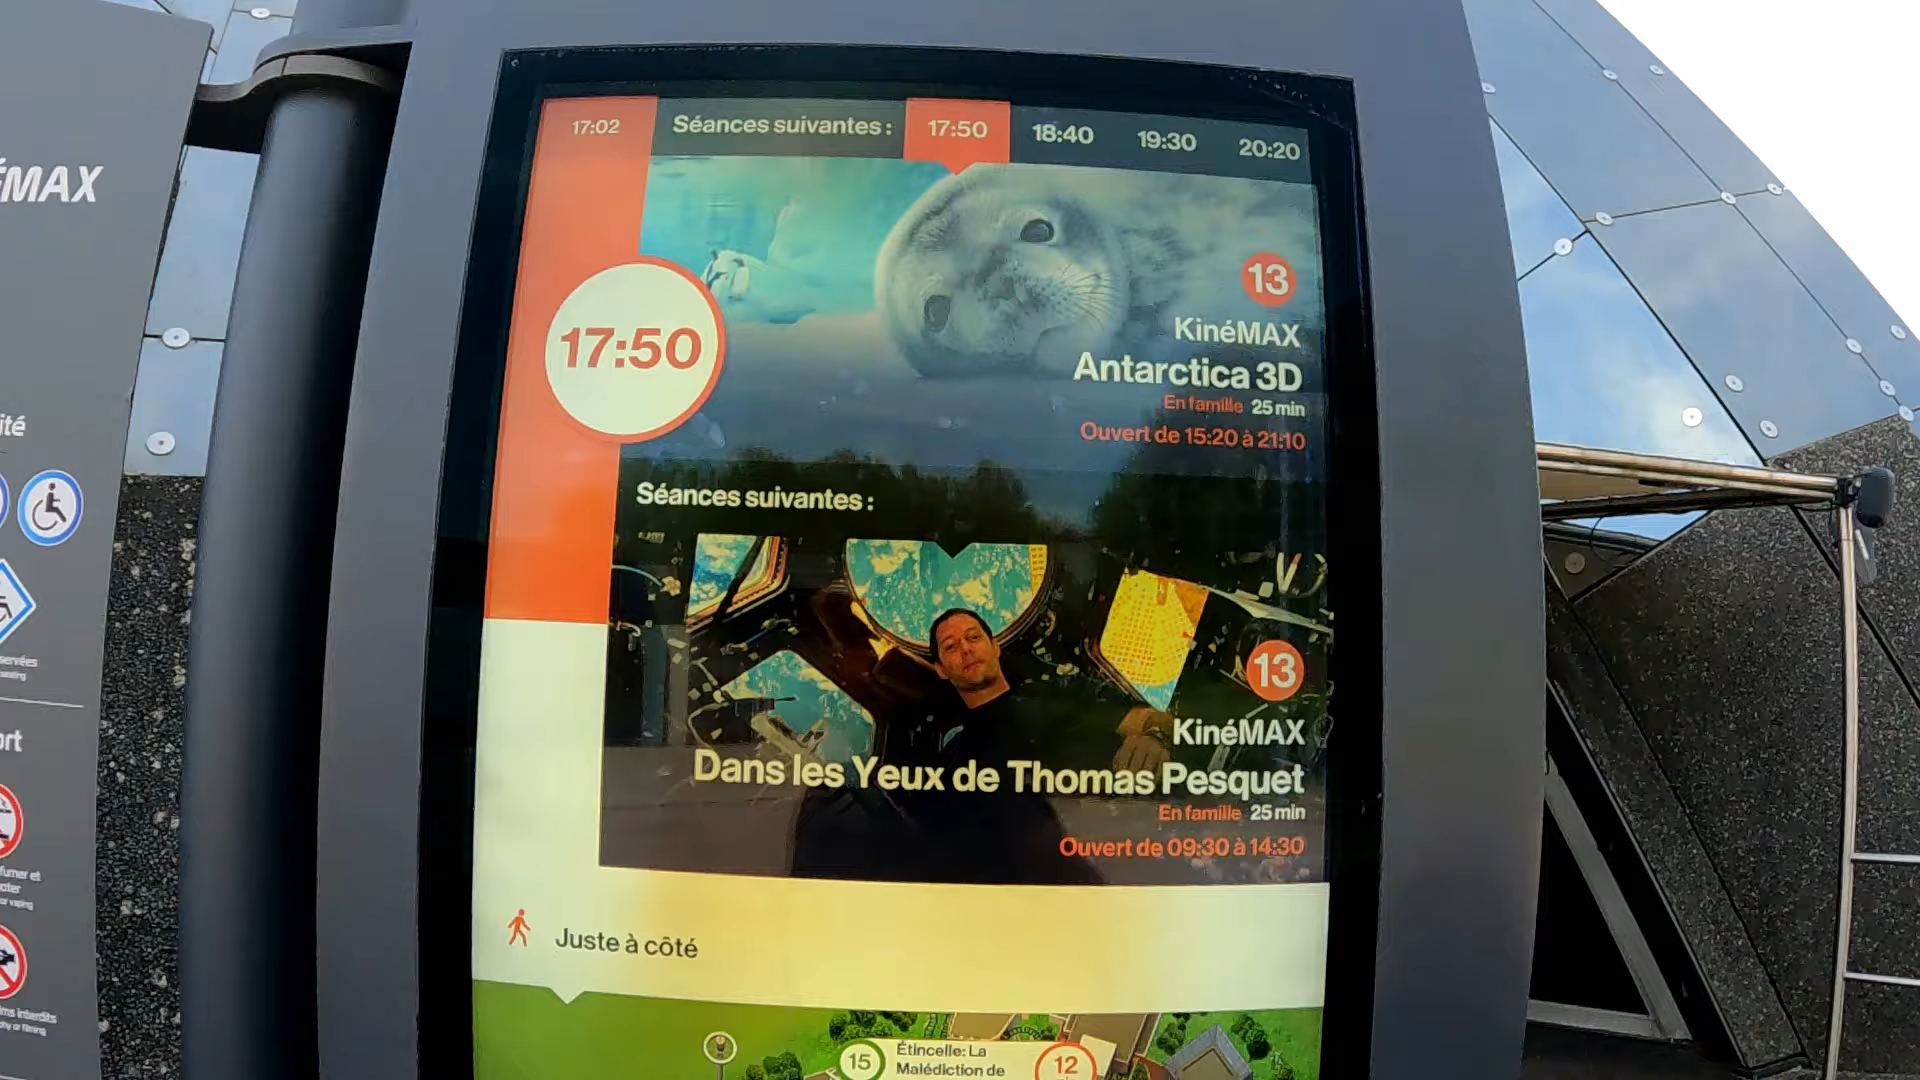 17:02 Séances suivantes : 17:50 18:40 19:30 20:20
13
KinéMAX
Antarctica 3D
En famille 25 min
Ouvert de 15:20 à 21:10
17:50
Séances suivantes :
13
KinéMAX
Dans les Yeux de Thomas Pesquet
En famille 25 min
Ouvert de 09:30 à 14:30
Juste à côté
15
Étincelle: La
Malédiction de
12
ÉMAX
ité
ort